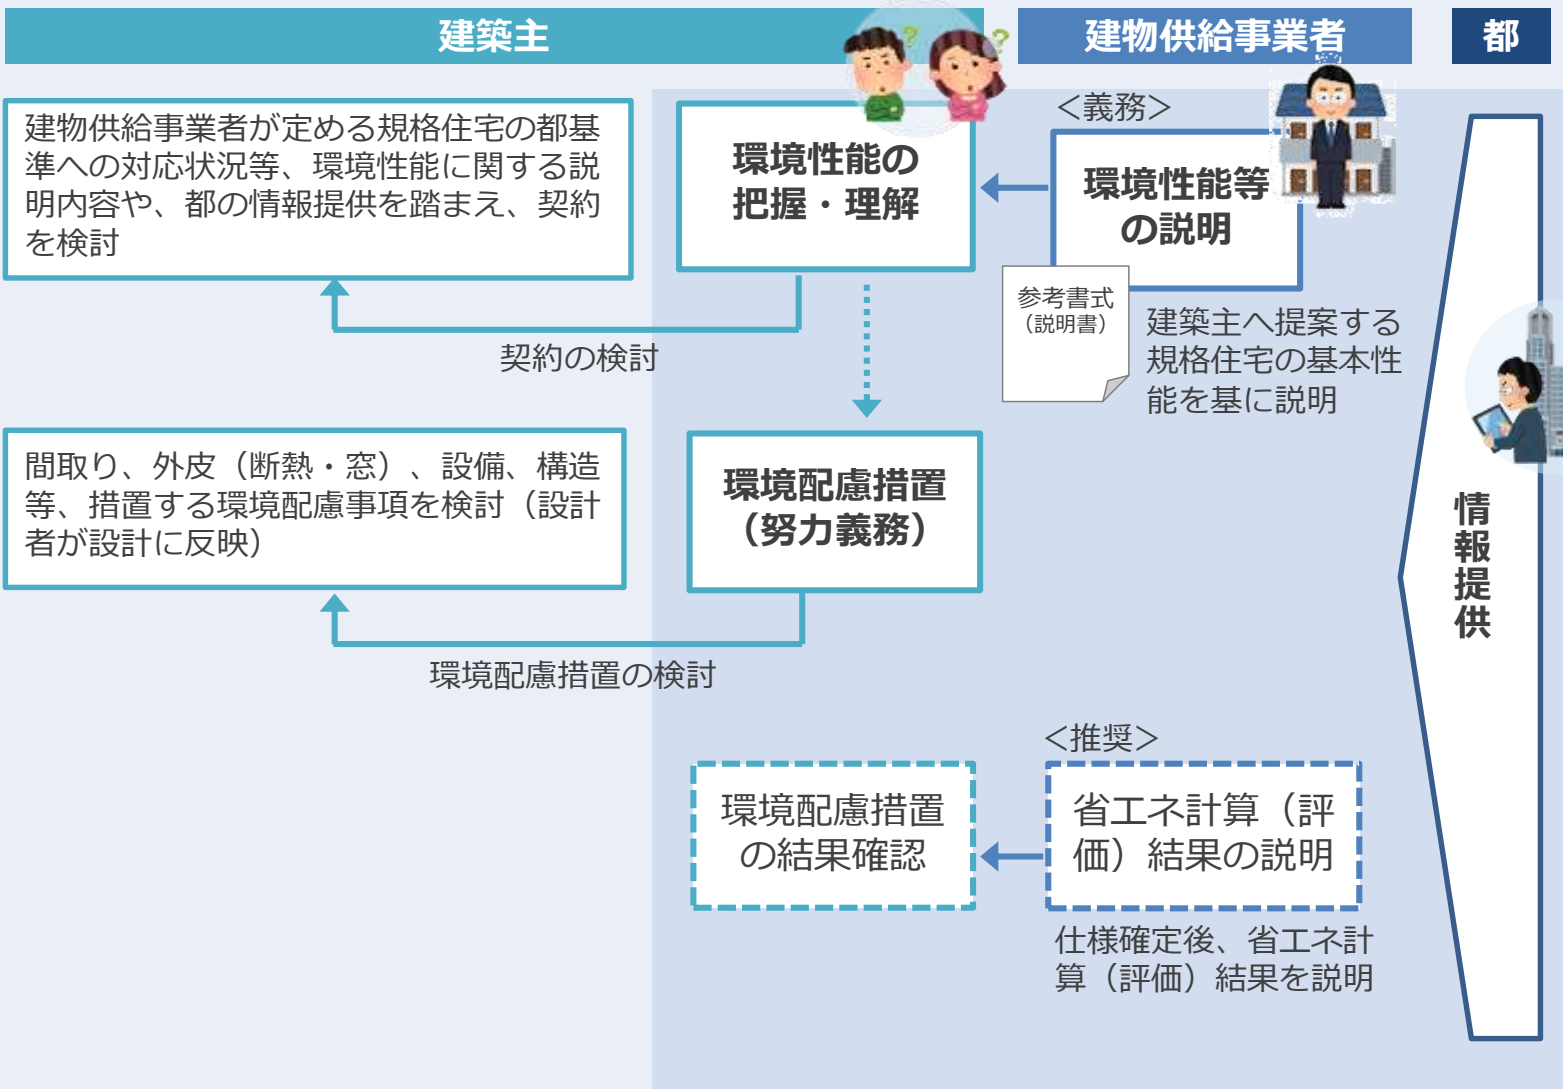 建築主
建物供給事業者
都
建物供給事業者が定める規格住宅の都基
準への対応状況等、環境性能に関する説
明内容や、都の情報提供を踏まえ、契約
を検討
環境性能の
把握・理解
＜義務＞
環境性能等
の説明
参考書式
（説明書）
建築主へ提案する
規格住宅の基本性
能を基に説明
契約の検討
間取り、外皮（断熱・窓）、設備、構造
等、措置する環境配慮事項を検討（設計
者が設計に反映）
環境配慮措置
（努力義務）
環境配慮措置の検討
情報提供
＜推奨＞
環境配慮措置
の結果確認
省エネ計算（評
価）結果の説明
仕様確定後、省エネ計
算（評価）結果を説明